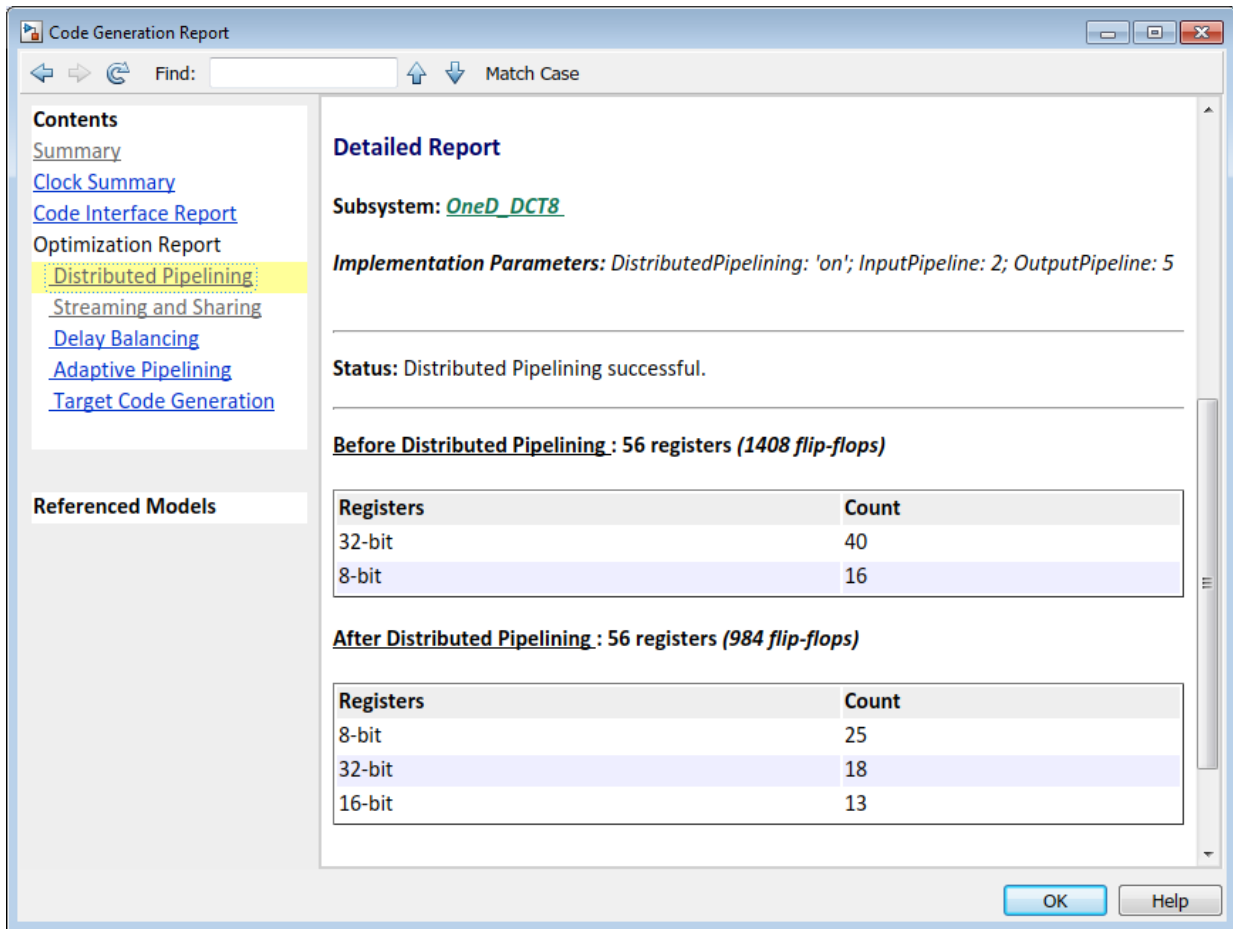 Code Generation Report
Find: Match Case
Contents
Summary
Clock Summary
Code Interface Report
Optimization Report
Distributed Pipelining
Streaming and Sharing
Delay Balancing
Adaptive Pipelining
Target Code Generation
Referenced Models
Detailed Report
Subsystem: OneD_DCT8
Implementation Parameters: DistributedPipelining: 'on'; InputPipeline: 2; OutputPipeline: 5
Status: Distributed Pipelining successful.
Before Distributed Pipelining : 56 registers (1408 flip-flops)
Registers Count
32-bit 40
8-bit 16
After Distributed Pipelining : 56 registers (984 flip-flops)
Registers Count
8-bit 25
32-bit 18
16-bit 13
OK Help